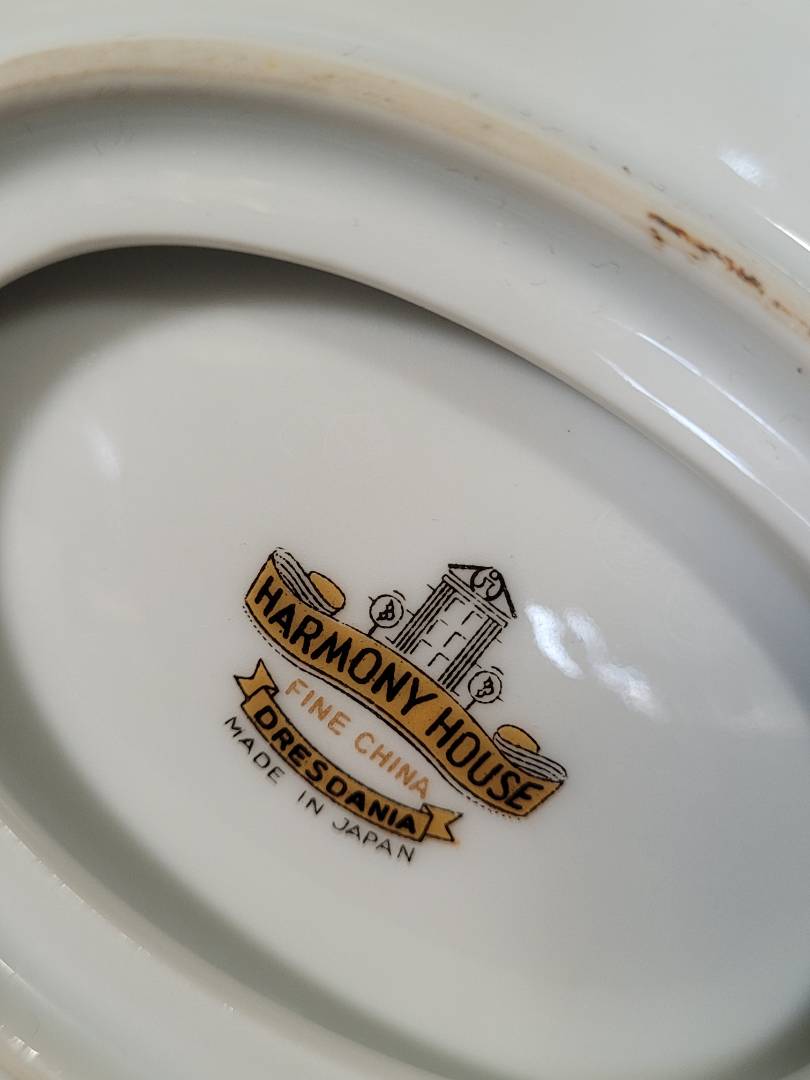 HARMONY HOUSE
FINE CHINA
DRESDANIA
MADE IN JAPAN